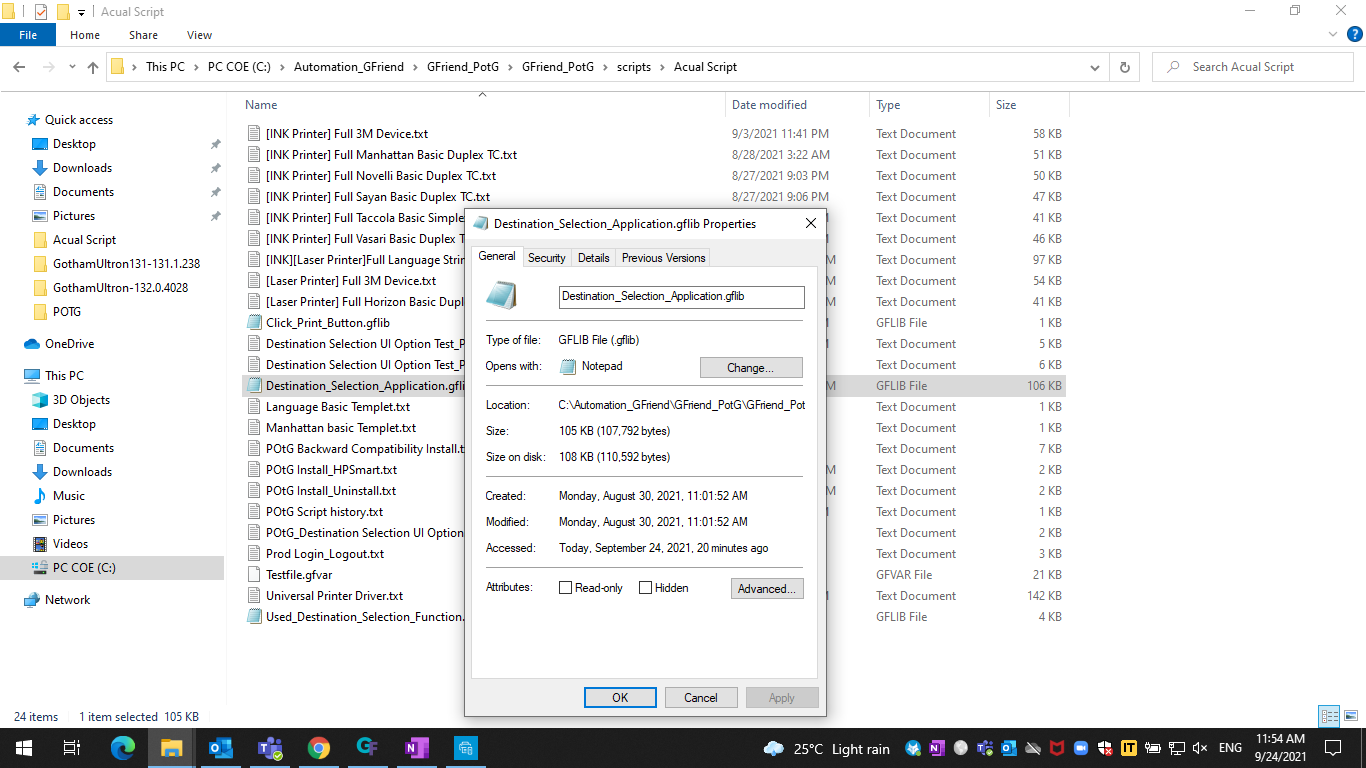 Acual Script
File Home Share View
This PC PC COE (C:) Automation_GFriend GFriend_PotG GFriend_PotG scripts Acual Script
Search Acual Script
Quick access
Desktop
Downloads
Documents
Pictures
Acual Script
GothamUltron131-131.1.238
GothamUltron-132.0.4028
POTG
OneDrive
This PC
3D Objects
Desktop
Documents
Downloads
Music
Pictures
Videos
PC COE (C:)
Network
Name Date modified Type Size
[INK Printer] Full 3M Device.txt 9/3/2021 11:41 PM Text Document 58 KB
[INK Printer] Full Manhattan Basic Duplex TC.txt 8/28/2021 3:22 AM Text Document 51 KB
[INK Printer] Full Novelli Basic Duplex TC.txt 8/27/2021 9:03 PM Text Document 50 KB
[INK Printer] Full Sayan Basic Duplex TC.txt 8/27/2021 9:06 PM Text Document 47 KB
[INK Printer] Full Taccola Basic Simple Text Document 41 KB
[INK Printer] Full Vasari Basic Duplex T Text Document 46 KB
[INK][Laser Printer]Full Language Strin Text Document 97 KB
[Laser Printer] Full 3M Device.txt Text Document 54 KB
[Laser Printer] Full Horizon Basic Dupl Text Document 41 KB
Click_Print_Button.gflib GFLIB File 1 KB
Destination Selection UI Option Test_P Text Document 5 KB
Destination Selection UI Option Test_P Text Document 6 KB
Destination_Selection_Application.gfli M GFLIB File 106 KB
Language Basic Templet.txt Text Document 1 KB
Manhattan basic Templet.txt Text Document 1 KB
POtG Backward Compatibility Install.t Text Document 7 KB
POtG Install_HPSmart.txt M Text Document 2 KB
POtG Install_Uninstall.txt M Text Document 2 KB
POtG Script history.txt Text Document 1 KB
POtG_Destination Selection UI Option Text Document 2 KB
Prod Login_Logout.txt Text Document 3 KB
Testfile.gfvar GFVAR File 21 KB
Universal Printer Driver.txt Text Document 142 KB
Used_Destination_Selection_Function. GFLIB File 4 KB
Destination_Selection_Application.gflib Properties
General Security Details Previous Versions
Destination_Selection_Application.gflib
Type of file: GFLIB File (.gflib)
Opens with: Notepad Change...
Location: C:\Automation_GFriend\GFriend_PotG\GFriend_Pot
Size: 105 KB (107,792 bytes)
Size on disk: 108 KB (110,592 bytes)
Created: Monday, August 30, 2021, 11:01:52 AM
Modified: Monday, August 30, 2021, 11:01:52 AM
Accessed: Today, September 24, 2021, 20 minutes ago
Attributes: Read-only Hidden Advanced...
OK Cancel Apply
24 items 1 item selected 105 KB
25°C Light rain ENG 11:54 AM
9/24/2021